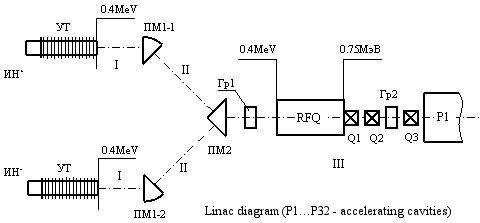 УТ
0.4MeV
ПМ1-1
I
II
ИН⁻
0.4MeV
0.75МэВ
Гр1
Гр2
RFQ
P1
Q1
Q2
Q3
ПМ2
III
УТ
0.4MeV
II
I
ИН⁻
ПМ1-2
Linac diagram (P1...P32 - accelerating cavities)